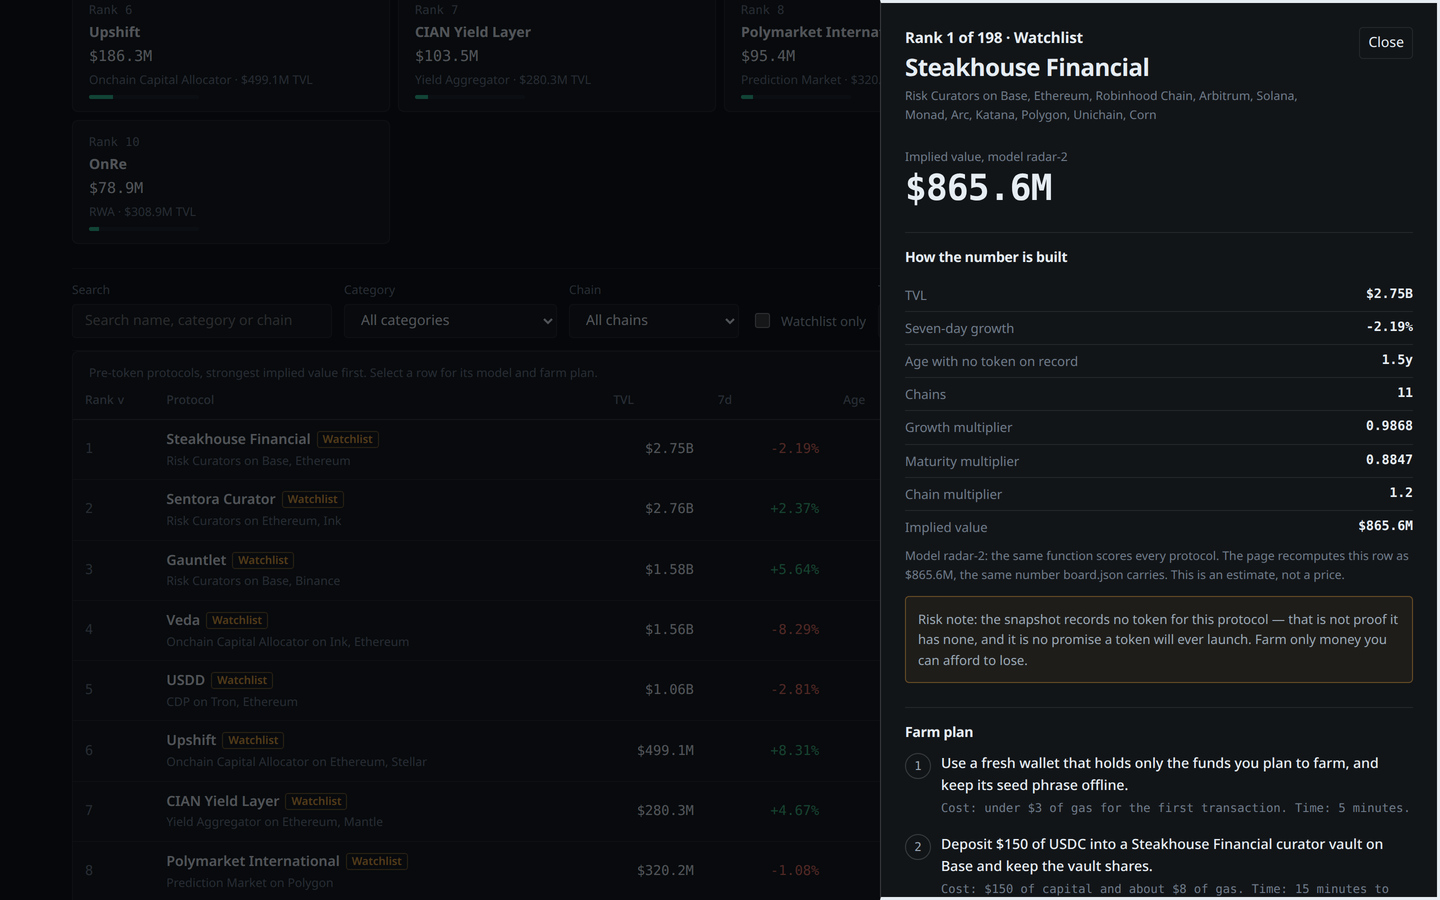 Rank 6
Upshift
$186.3M
Onchain Capital Allocator · $499.1M TVL
Rank 7
CIAN Yield Layer
$103.5M
Yield Aggregator · $280.3M TVL
Rank 8
Polymarket Interna
$95.4M
Prediction Market · $320.
Rank 10
OnRe
$78.9M
RWA · $308.9M TVL
Search
Search name, category or chain
Category
All categories
Chain
All chains
Watchlist only
Pre-token protocols, strongest implied value first. Select a row for its model and farm plan.
Rank v Protocol TVL 7d Age
1 Steakhouse Financial Watchlist $2.75B -2.19%
Risk Curators on Base, Ethereum
2 Sentora Curator Watchlist $2.76B +2.37%
Risk Curators on Ethereum, Ink
3 Gauntlet Watchlist $1.58B +5.64%
Risk Curators on Base, Binance
4 Veda Watchlist $1.56B -8.29%
Onchain Capital Allocator on Ink, Ethereum
5 USDD Watchlist $1.06B -2.81%
CDP on Tron, Ethereum
6 Upshift Watchlist $499.1M +8.31%
Onchain Capital Allocator on Ethereum, Stellar
7 CIAN Yield Layer Watchlist $280.3M +4.67%
Yield Aggregator on Ethereum, Mantle
8 Polymarket International Watchlist $320.2M -1.08%
Prediction Market on Polygon
Rank 1 of 198 · Watchlist
Close
Steakhouse Financial
Risk Curators on Base, Ethereum, Robinhood Chain, Arbitrum, Solana,
Monad, Arc, Katana, Polygon, Unichain, Corn
Implied value, model radar-2
$865.6M
How the number is built
TVL $2.75B
Seven-day growth -2.19%
Age with no token on record 1.5y
Chains 11
Growth multiplier 0.9868
Maturity multiplier 0.8847
Chain multiplier 1.2
Implied value $865.6M
Model radar-2: the same function scores every protocol. The page recomputes this row as
$865.6M, the same number board.json carries. This is an estimate, not a price.
Risk note: the snapshot records no token for this protocol — that is not proof it
has none, and it is no promise a token will ever launch. Farm only money you
can afford to lose.
Farm plan
1 Use a fresh wallet that holds only the funds you plan to farm, and
keep its seed phrase offline.
Cost: under $3 of gas for the first transaction. Time: 5 minutes.
2 Deposit $150 of USDC into a Steakhouse Financial curator vault on
Base and keep the vault shares.
Cost: $150 of capital and about $8 of gas. Time: 15 minutes to